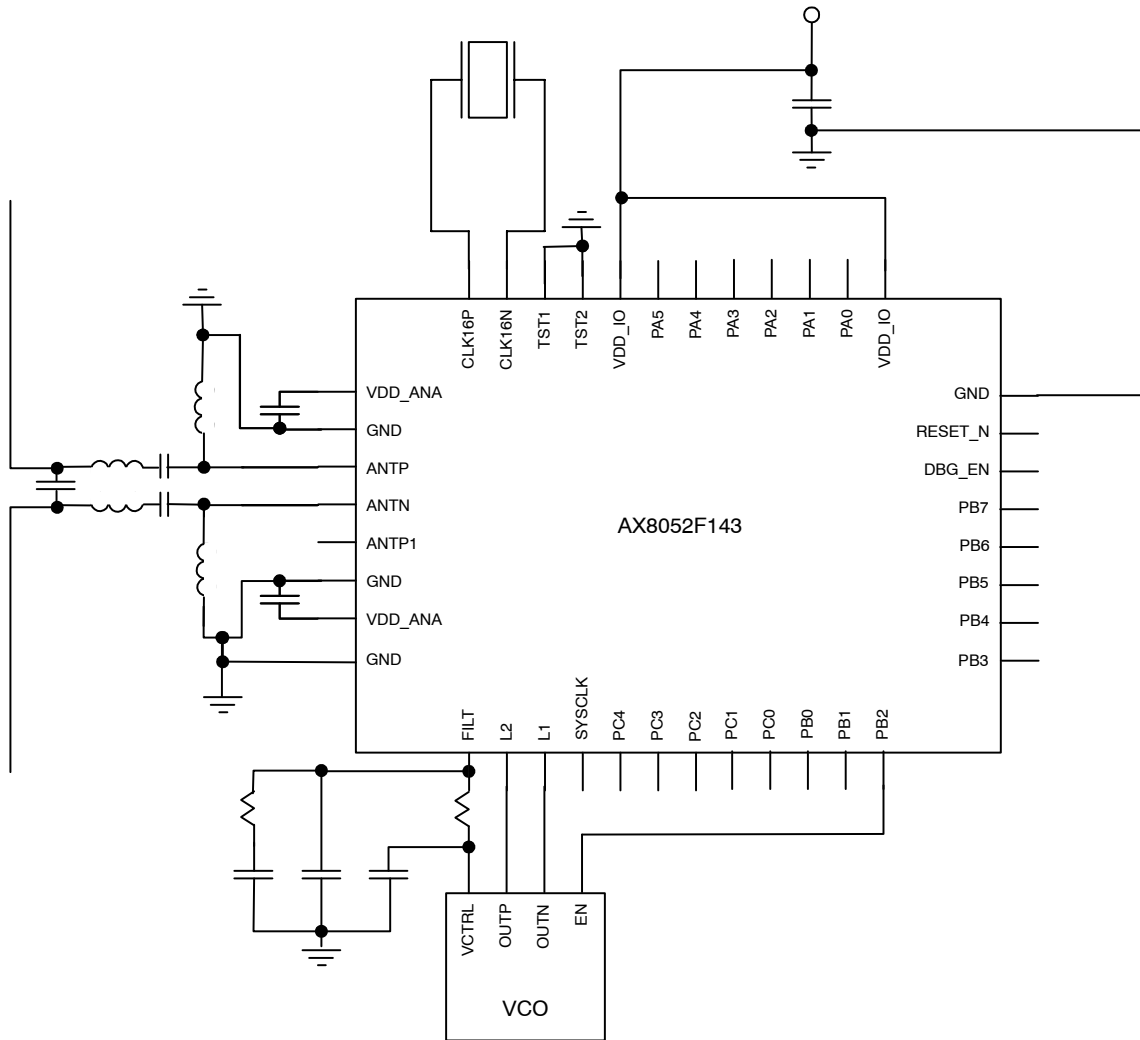 CLK16P
CLK16N
TST1
TST2
VDD_IO
PA5
PA4
PA3
PA2
PA1
PA0
VDD_IO
VDD_ANA
GND
ANTP
ANTN
ANTP1
GND
VDD_ANA
GND
AX8052F143
GND
RESET_N
DBG_EN
PB7
PB6
PB5
PB4
PB3
FILT
L2
L1
SYSCLK
PC4
PC3
PC2
PC1
PC0
PB0
PB1
PB2
VCTRL
OUTP
OUTN
EN
VCO